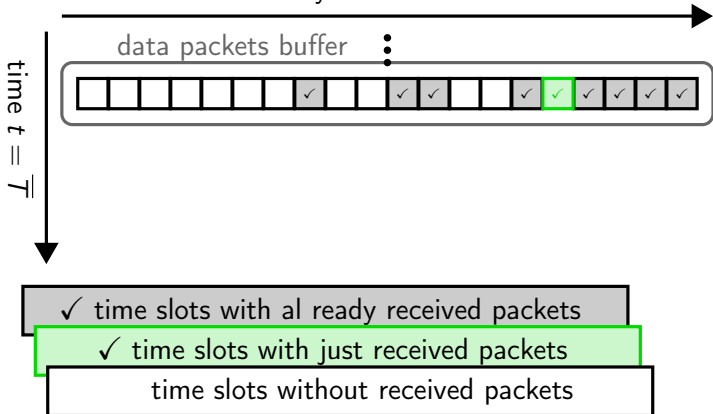 data packets buffer
time t = T̅
✓ ✓ ✓ ✓ ✓ ✓ ✓ ✓ ✓
✓ time slots with al ready received packets
✓ time slots with just received packets
time slots without received packets